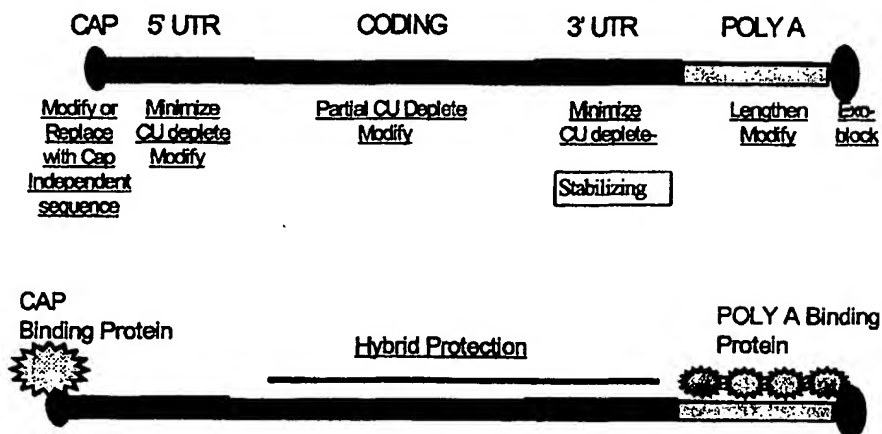 CAP 5' UTR CODING 3' UTR POLY A
Modify or
Replace
with Cap
Independent
sequence
Minimize
CU deplete
Modify
Partial CU Deplete
Modify
Minimize
CU deplete-
Stabilizing
Lengthen
Modify
Exo-
block
CAP
Binding Protein
Hybrid Protection
POLY A Binding
Protein